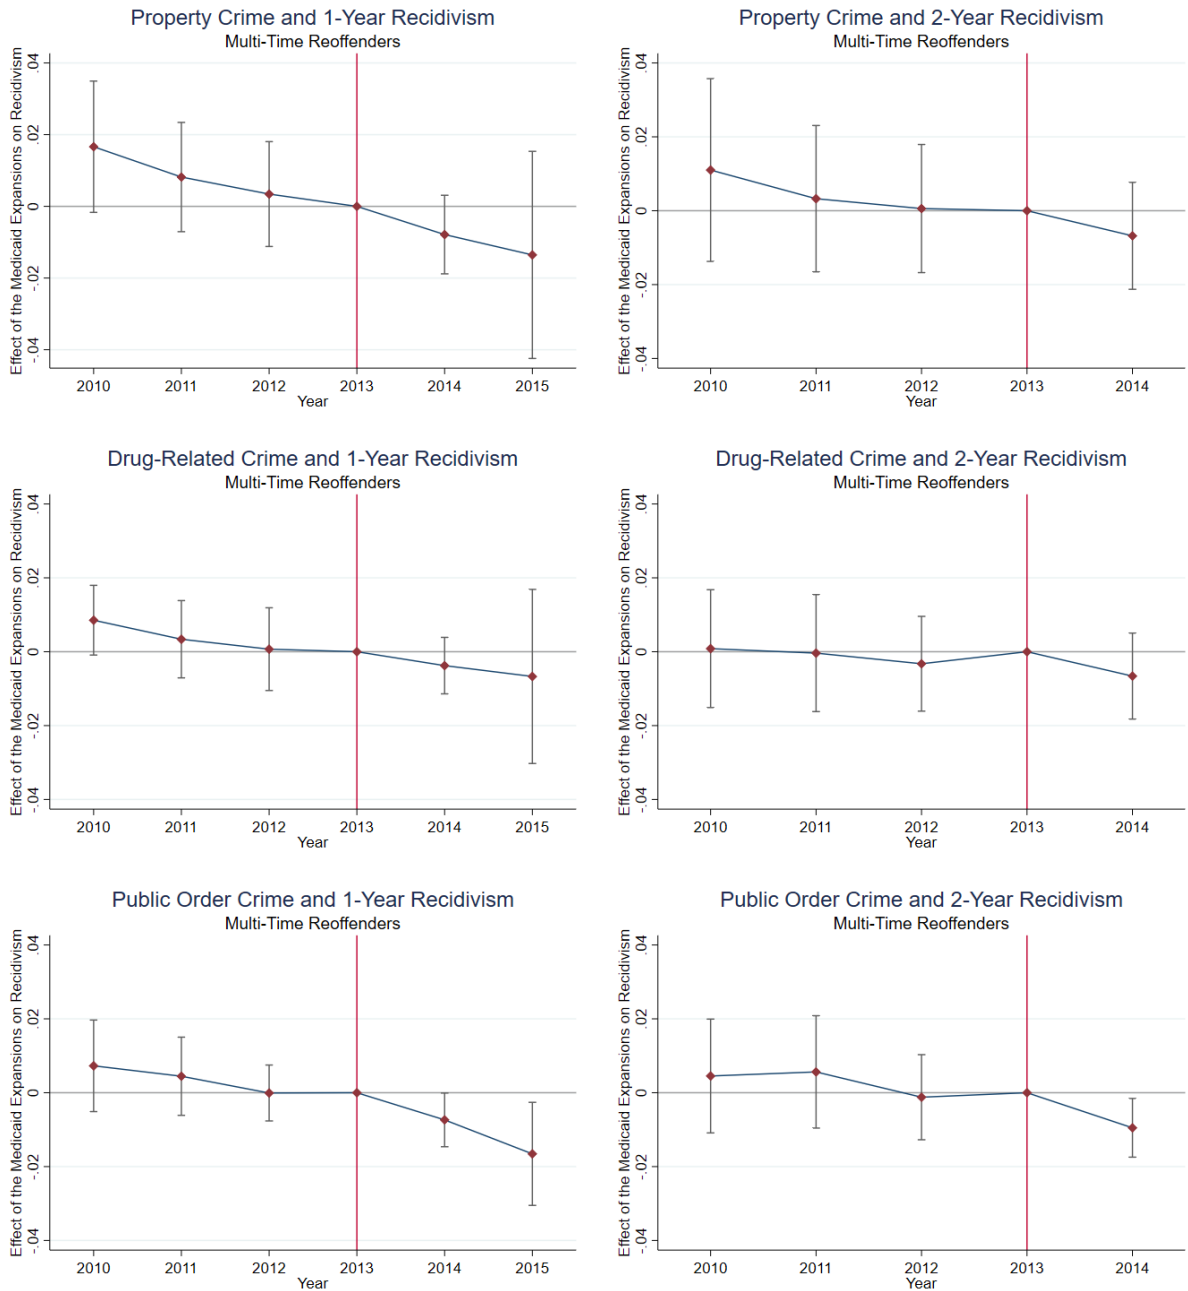 Property Crime and 1-Year Recidivism
Multi-Time Reoffenders
Effect of the Medicaid Expansions on Recidivism
.04
.02
0
-.02
-.04
2010 2011 2012 2013 2014 2015
Year
Property Crime and 2-Year Recidivism
Multi-Time Reoffenders
Effect of the Medicaid Expansions on Recidivism
.04
.02
0
-.02
-.04
2010 2011 2012 2013 2014
Year
Drug-Related Crime and 1-Year Recidivism
Multi-Time Reoffenders
Effect of the Medicaid Expansions on Recidivism
.04
.02
0
-.02
-.04
2010 2011 2012 2013 2014 2015
Year
Drug-Related Crime and 2-Year Recidivism
Multi-Time Reoffenders
Effect of the Medicaid Expansions on Recidivism
.04
.02
0
-.02
-.04
2010 2011 2012 2013 2014
Year
Public Order Crime and 1-Year Recidivism
Multi-Time Reoffenders
Effect of the Medicaid Expansions on Recidivism
.04
.02
0
-.02
-.04
2010 2011 2012 2013 2014 2015
Year
Public Order Crime and 2-Year Recidivism
Multi-Time Reoffenders
Effect of the Medicaid Expansions on Recidivism
.04
.02
0
-.02
-.04
2010 2011 2012 2013 2014
Year